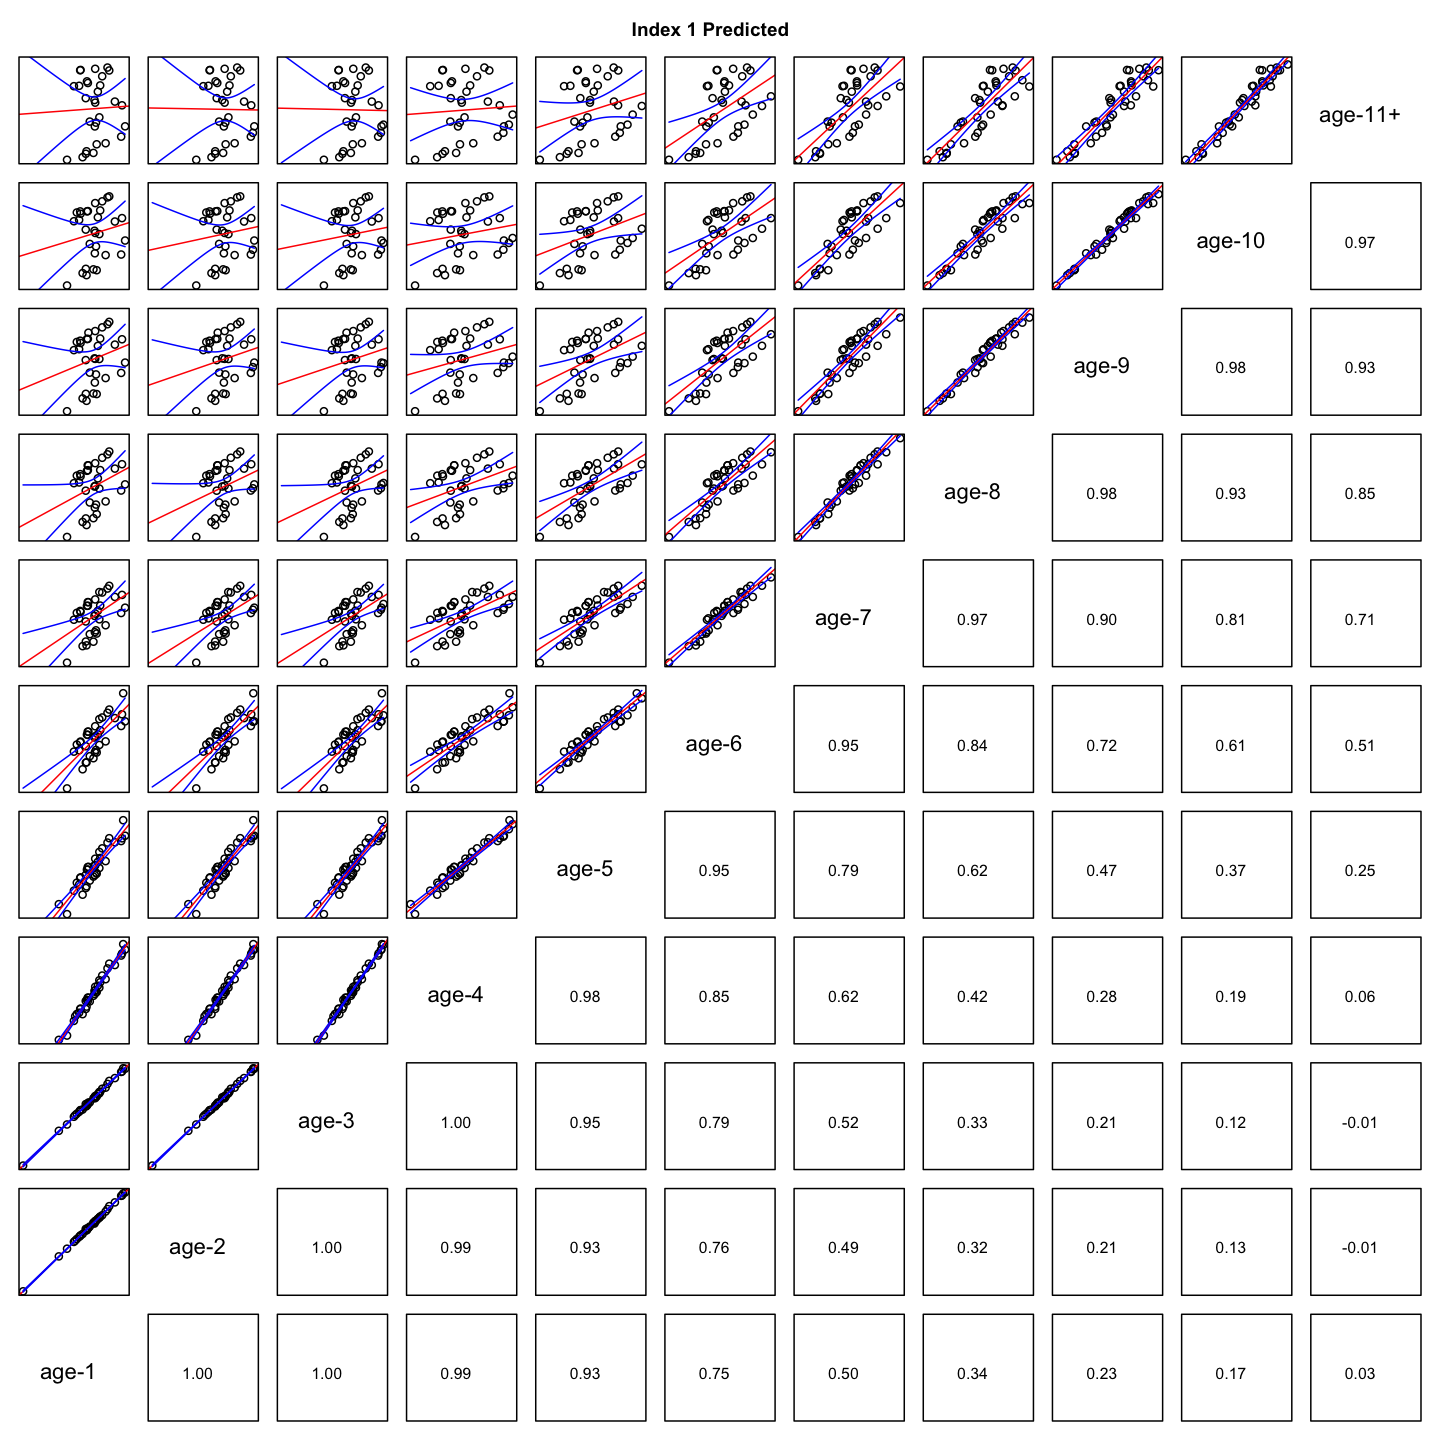 Index 1 Predicted
age-11+
age-10 0.97
age-9 0.98 0.93
age-8 0.98 0.93 0.85
age-7 0.97 0.90 0.81 0.71
age-6 0.95 0.84 0.72 0.61 0.51
age-5 0.95 0.79 0.62 0.47 0.37 0.25
age-4 0.98 0.85 0.62 0.42 0.28 0.19 0.06
age-3 1.00 0.95 0.79 0.52 0.33 0.21 0.12 -0.01
age-2 1.00 0.99 0.93 0.76 0.49 0.32 0.21 0.13 -0.01
age-1 1.00 1.00 0.99 0.93 0.75 0.50 0.34 0.23 0.17 0.03